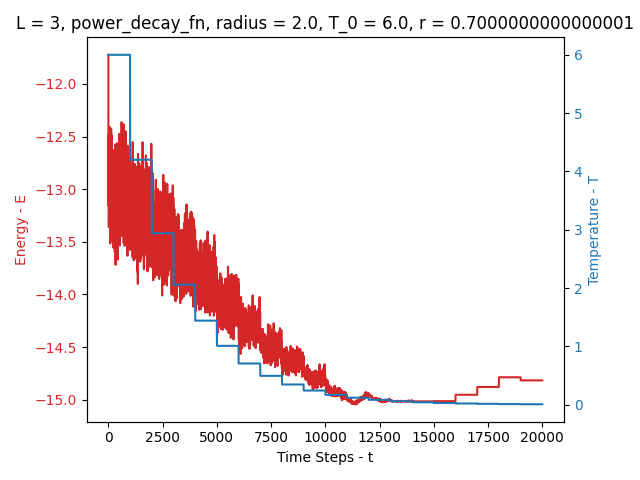 L = 3, power_decay_fn, radius = 2.0, T_0 = 6.0, r = 0.7000000000000001
Energy - E
−12.0
−12.5
−13.0
−13.5
−14.0
−14.5
−15.0
6
5
4
3
2
1
0
Temperature - T
0 2500 5000 7500 10000 12500 15000 17500 20000
Time Steps - t